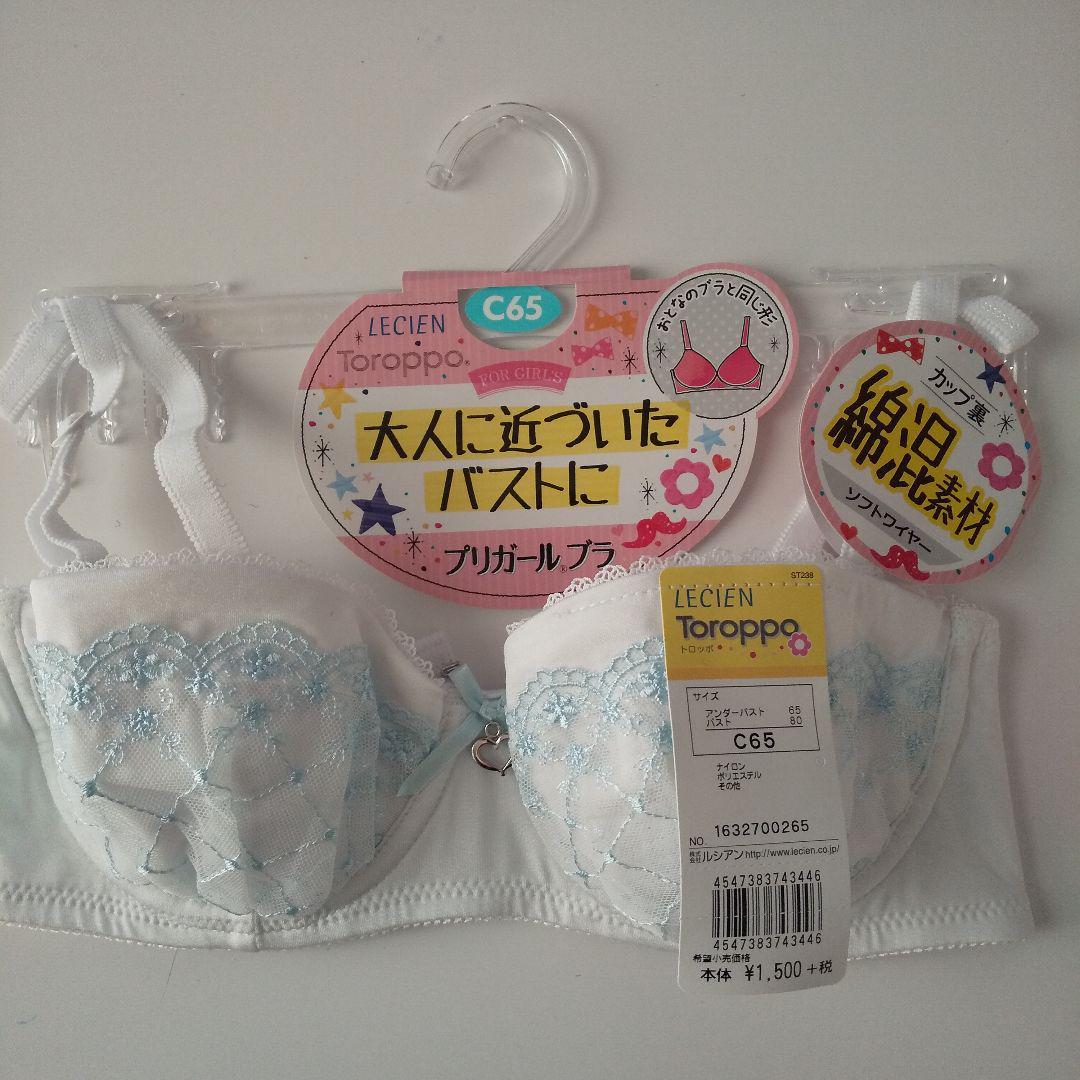 C65
LECIEN
Toroppo®
FOR GIRL'S
大人に近づいた
バストに
プリガール®ブラ
おとなのブラと同じ形
カップ裏
綿混素材
ソフトワイヤー
ST238
LECIEN
Toroppo
トロッポ
サイズ
アンダーバスト 65
バスト 80
C65
ナイロン
ポリエステル
その他
NO. 1632700265
株式会社ルシアン http://www.lecien.co.jp/
4547383743446
4547383743446
希望小売価格
本体 ¥1,500+税